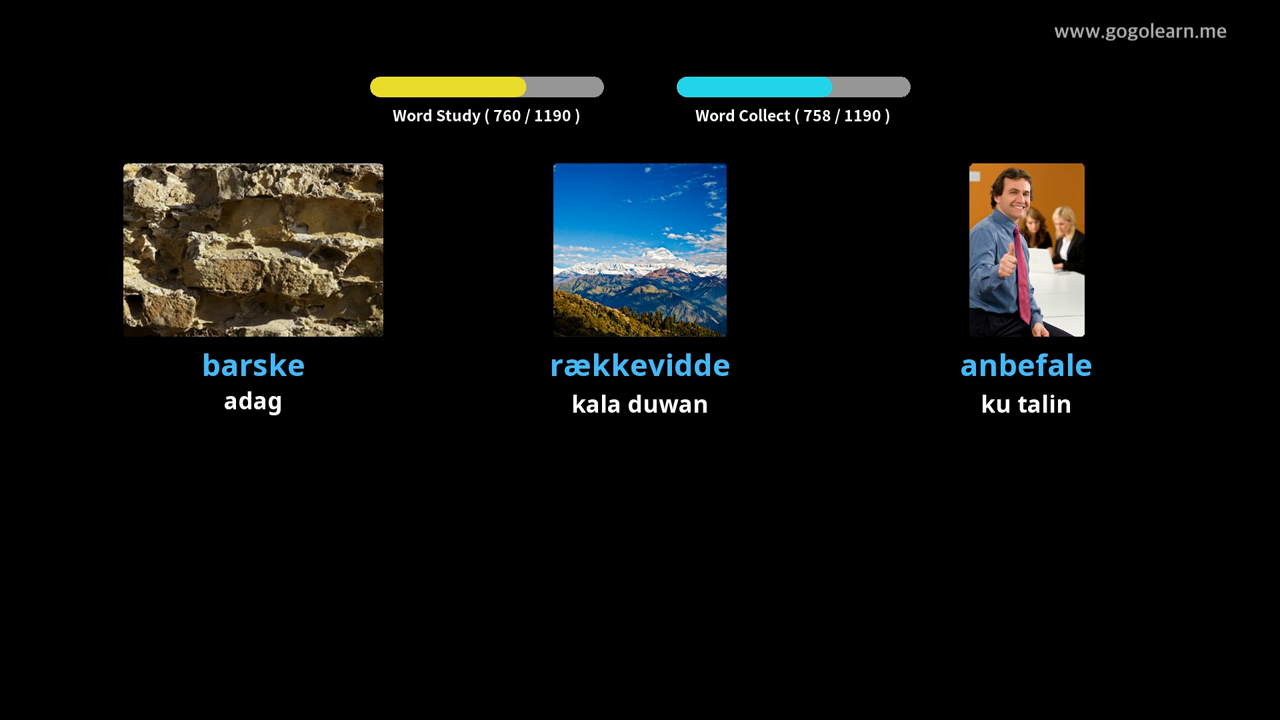 www.gogolearn.me
Word Study ( 760 / 1190 )
Word Collect ( 758 / 1190 )
barske
adag
rækkevidde
kala duwan
anbefale
ku talin